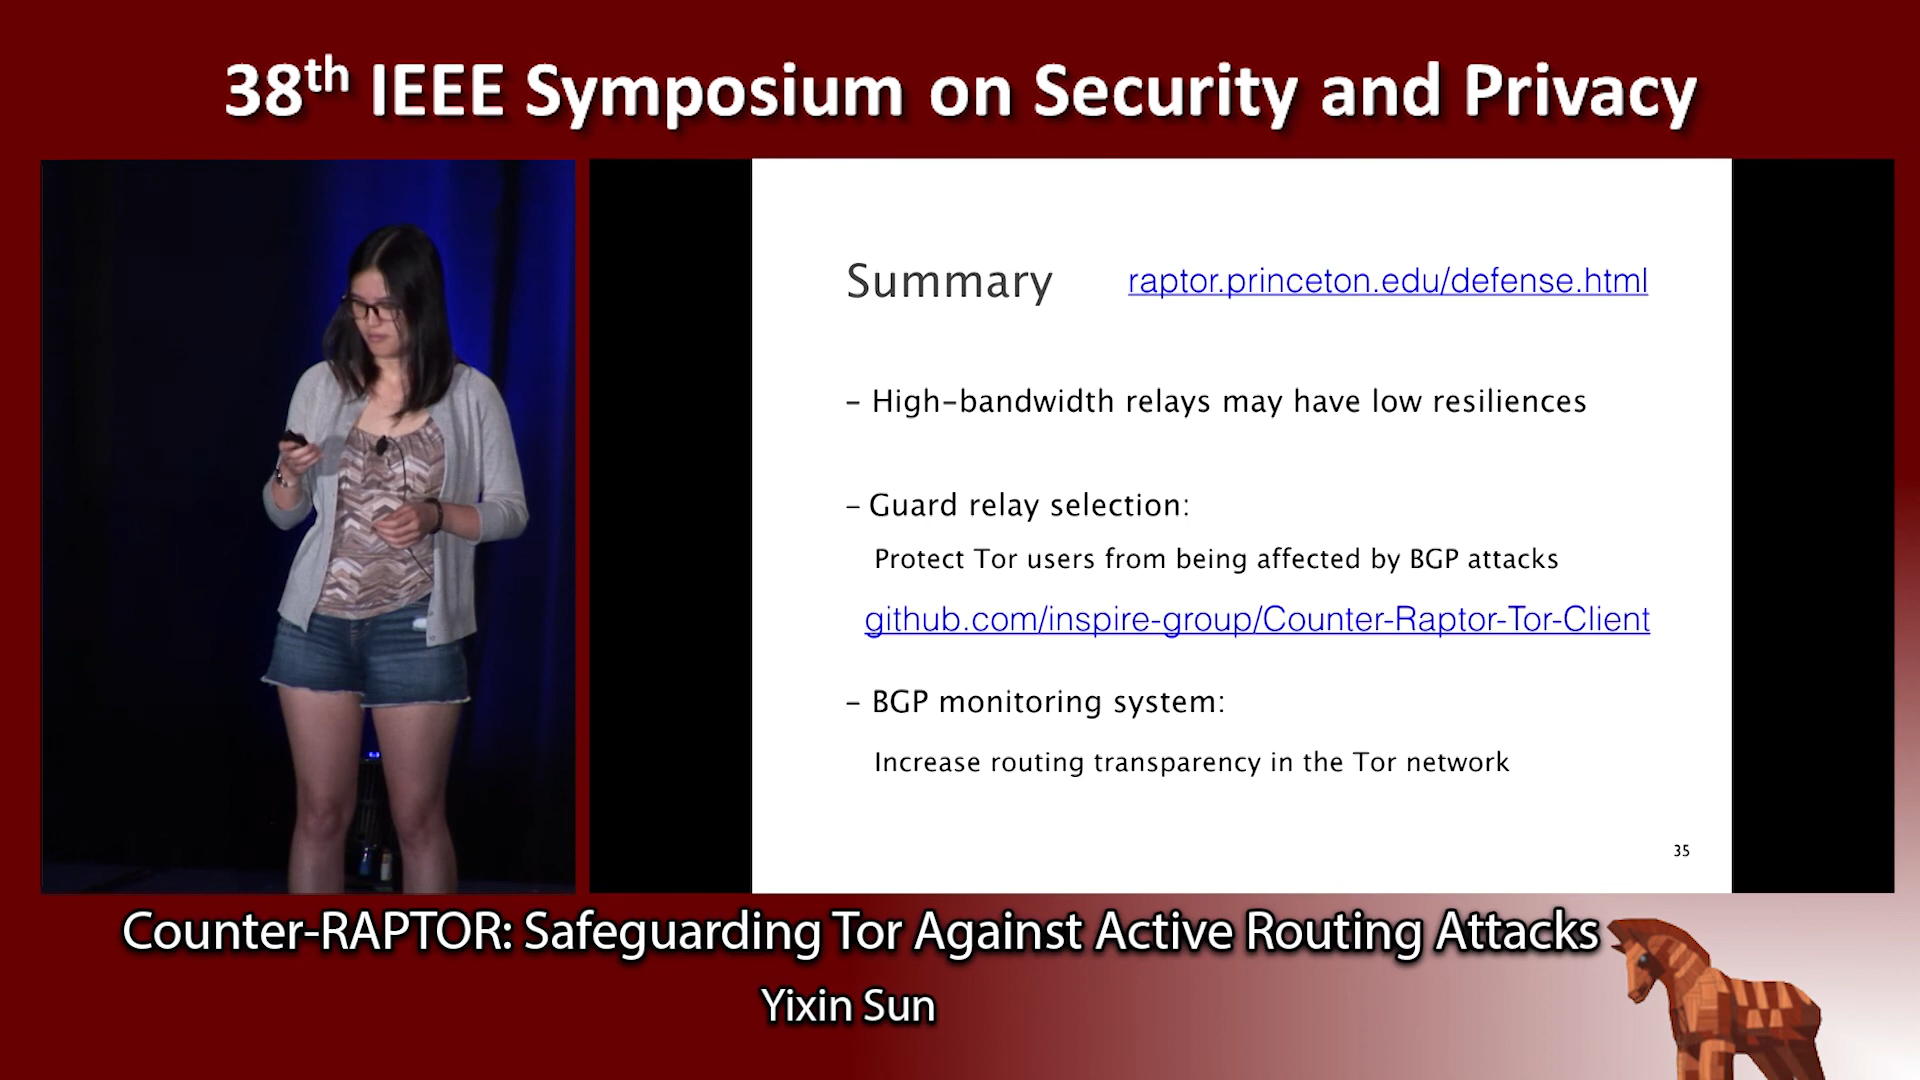 38th IEEE Symposium on Security and Privacy
Summary raptor.princeton.edu/defense.html
– High-bandwidth relays may have low resiliences
– Guard relay selection:
Protect Tor users from being affected by BGP attacks
github.com/inspire-group/Counter-Raptor-Tor-Client
– BGP monitoring system:
Increase routing transparency in the Tor network
35
Counter-RAPTOR: Safeguarding Tor Against Active Routing Attacks
Yixin Sun